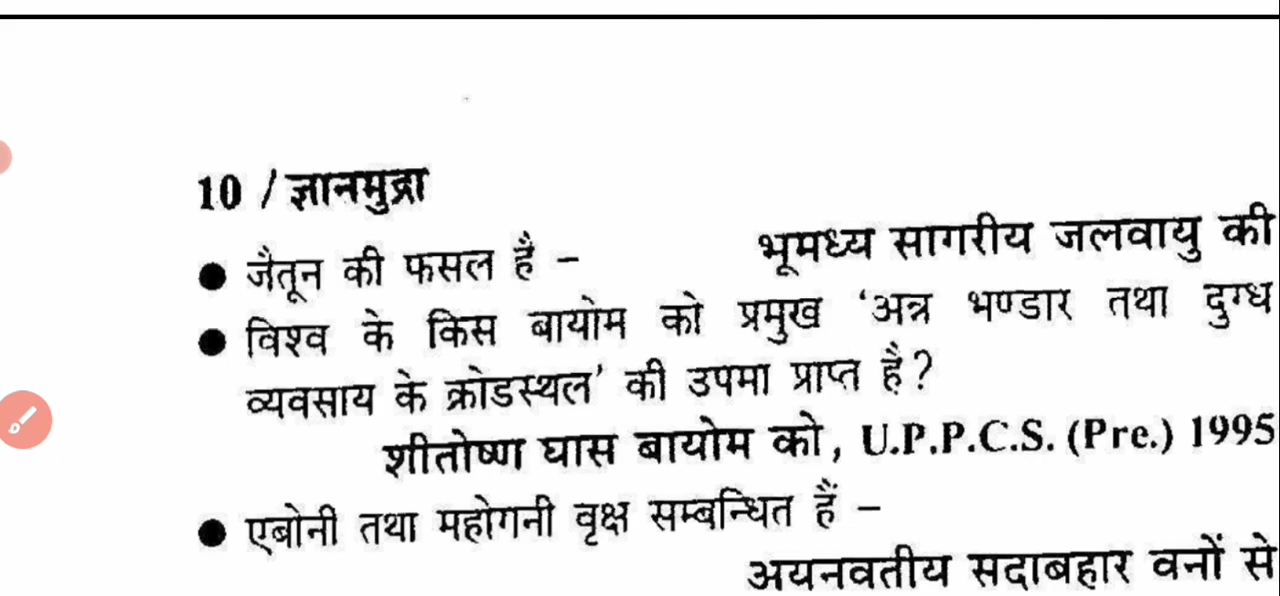 10 / ज्ञानमुद्रा
● जैतून की फसल है – भूमध्य सागरीय जलवायु की
● विश्व के किस बायोम को प्रमुख ‘अन्न भण्डार तथा दुग्ध
व्यवसाय के क्रोडस्थल’ की उपमा प्राप्त है?
शीतोष्ण घास बायोम को, U.P.P.C.S. (Pre.) 1995
● एबोनी तथा महोगनी वृक्ष सम्बन्धित हैं –
अयनवतीय सदाबहार वनों से